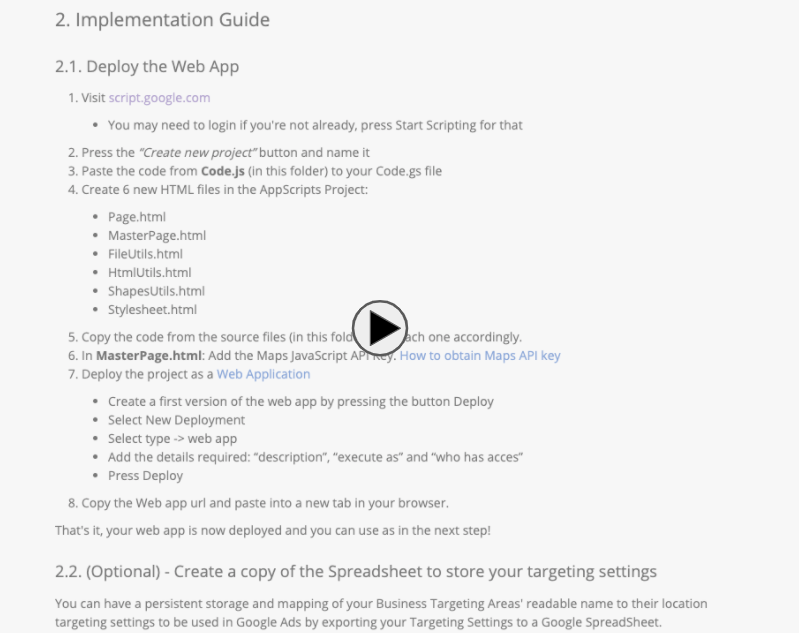 2. Implementation Guide
2.1. Deploy the Web App
1. Visit script.google.com
• You may need to login if you're not already, press Start Scripting for that
2. Press the “Create new project” button and name it
3. Paste the code from Code.js (in this folder) to your Code.gs file
4. Create 6 new HTML files in the AppScripts Project:
• Page.html
• MasterPage.html
• FileUtils.html
• HtmlUtils.html
• ShapesUtils.html
• Stylesheet.html
5. Copy the code from the source files (in this each one accordingly.
6. In MasterPage.html: Add the Maps JavaScript API key. How to obtain Maps API key
7. Deploy the project as a Web Application
• Create a first version of the web app by pressing the button Deploy
• Select New Deployment
• Select type -> web app
• Add the details required: “description”, “execute as” and “who has acces”
• Press Deploy
8. Copy the Web app url and paste into a new tab in your browser.
That's it, your web app is now deployed and you can use as in the next step!
2.2. (Optional) - Create a copy of the Spreadsheet to store your targeting settings
You can have a persistent storage and mapping of your Business Targeting Areas' readable name to their location
targeting settings to be used in Google Ads by exporting your Targeting Settings to a Google SpreadSheet.